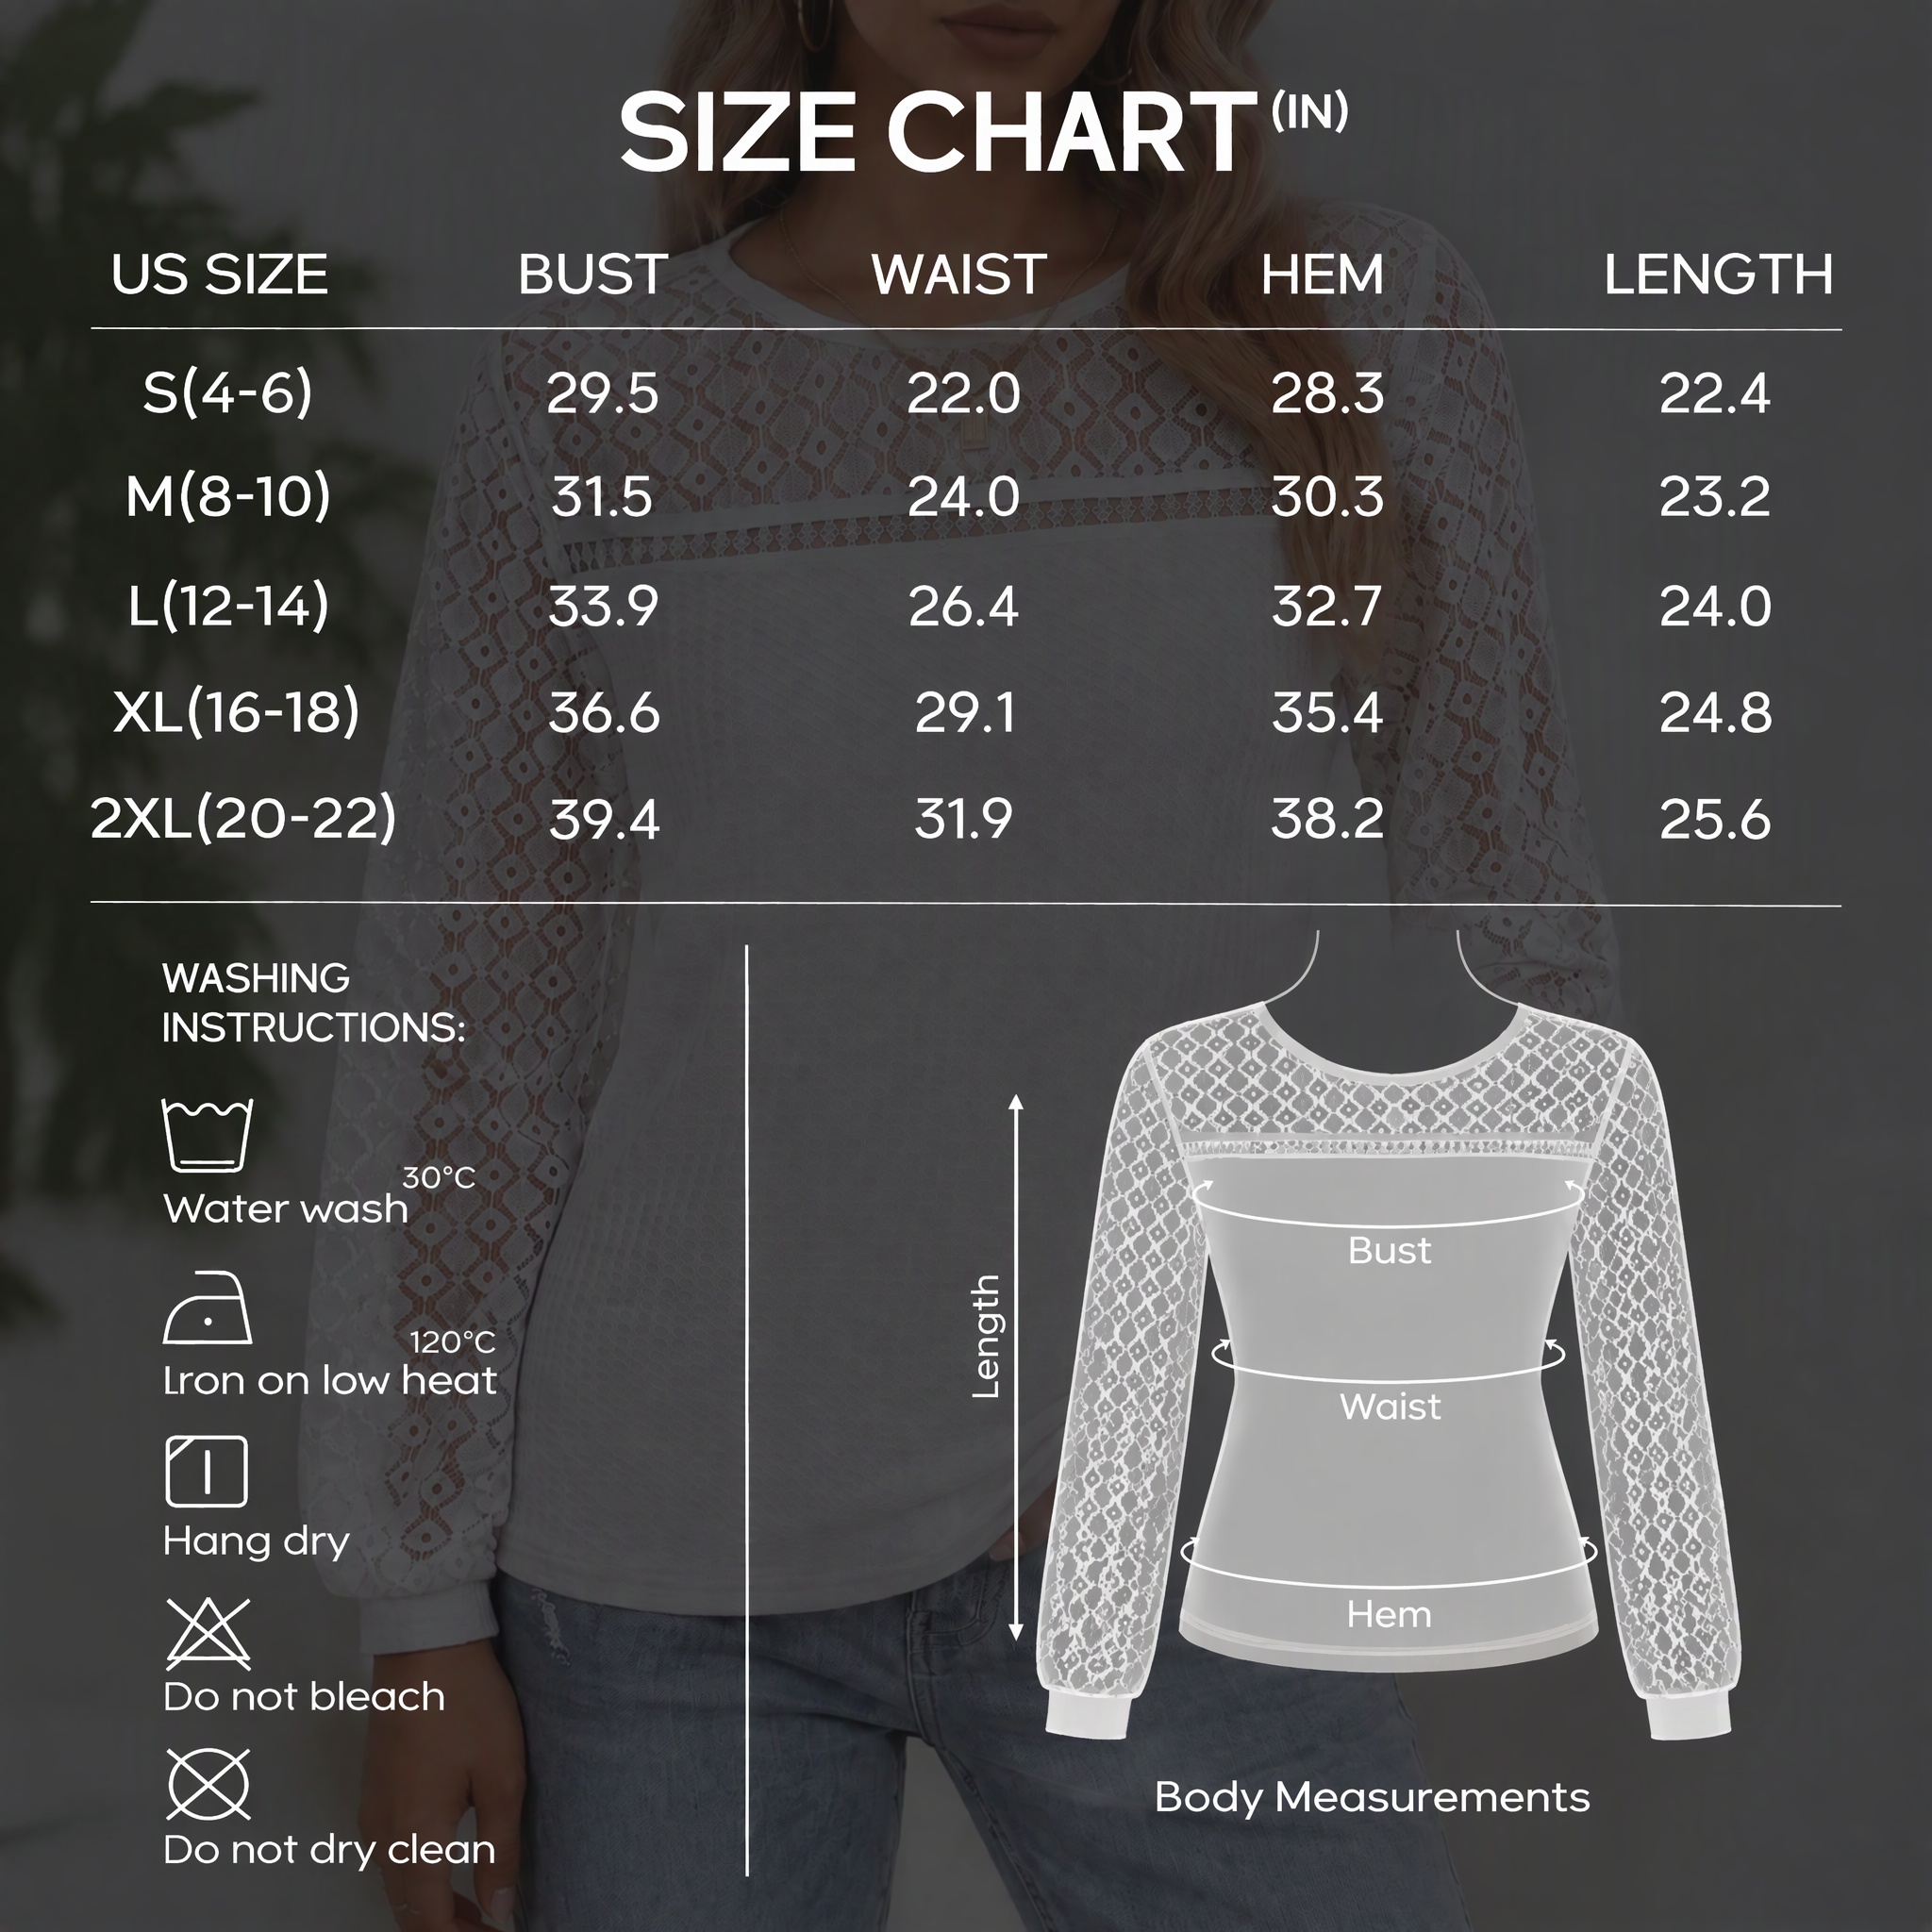 SIZE CHART (IN)
US SIZE BUST WAIST HEM LENGTH
S(4-6) 29.5 22.0 28.3 22.4
M(8-10) 31.5 24.0 30.3 23.2
L(12-14) 33.9 26.4 32.7 24.0
XL(16-18) 36.6 29.1 35.4 24.8
2XL(20-22) 39.4 31.9 38.2 25.6
WASHING
INSTRUCTIONS:
30°C
Water wash
120°C
Lron on low heat
Hang dry
Do not bleach
Do not dry clean
Length
Bust
Waist
Hem
Body Measurements